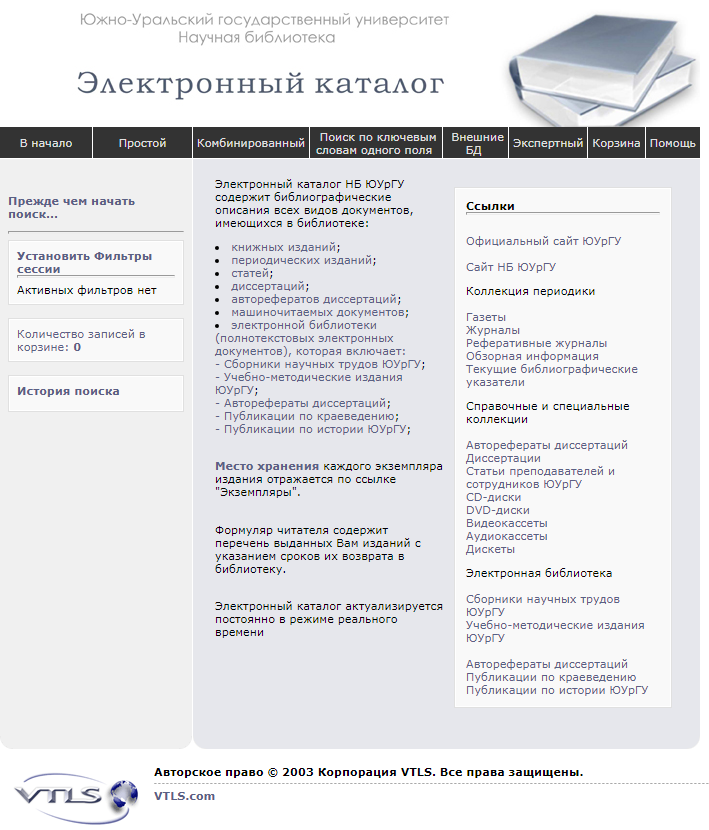 Южно-Уральский государственный университет
Научная библиотека
Электронный каталог
В начало
Простой
Комбинированный
Поиск по ключевым
словам одного поля
Внешние
БД
Экспертный
Корзина
Помощь
Прежде чем начать
поиск...
Установить Фильтры
сессии
Активных фильтров нет
Количество записей в
корзине: 0
История поиска
Электронный каталог НБ ЮУрГУ
содержит библиографические
описания всех видов документов,
имеющихся в библиотеке:
• книжных изданий;
• периодических изданий;
• статей;
• диссертаций;
• авторефератов диссертаций;
• машиночитаемых документов;
• электронной библиотеки
(полнотекстовых электронных
документов), которая включает:
- Сборники научных трудов ЮУрГУ;
- Учебно-методические издания
ЮУрГУ;
- Авторефераты диссертаций;
- Публикации по краеведению;
- Публикации по истории ЮУрГУ;
Место хранения каждого экземпляра
издания отражается по ссылке
"Экземпляры".
Формуляр читателя содержит
перечень выданных Вам изданий с
указанием сроков их возврата в
библиотеку.
Электронный каталог актуализируется
постоянно в режиме реального
времени
Ссылки
Официальный сайт ЮУрГУ
Сайт НБ ЮУрГУ
Коллекция периодики
Газеты
Журналы
Реферативные журналы
Обзорная информация
Текущие библиографические
указатели
Справочные и специальные
коллекции
Авторефераты диссертаций
Диссертации
Статьи преподавателей и
сотрудников ЮУрГУ
CD-диски
DVD-диски
Видеокассеты
Аудиокассеты
Дискеты
Электронная библиотека
Сборники научных трудов
ЮУрГУ
Учебно-методические издания
ЮУрГУ
Авторефераты диссертаций
Публикации по краеведению
Публикации по истории ЮУрГУ
VTLS
Авторское право © 2003 Корпорация VTLS. Все права защищены.
VTLS.com